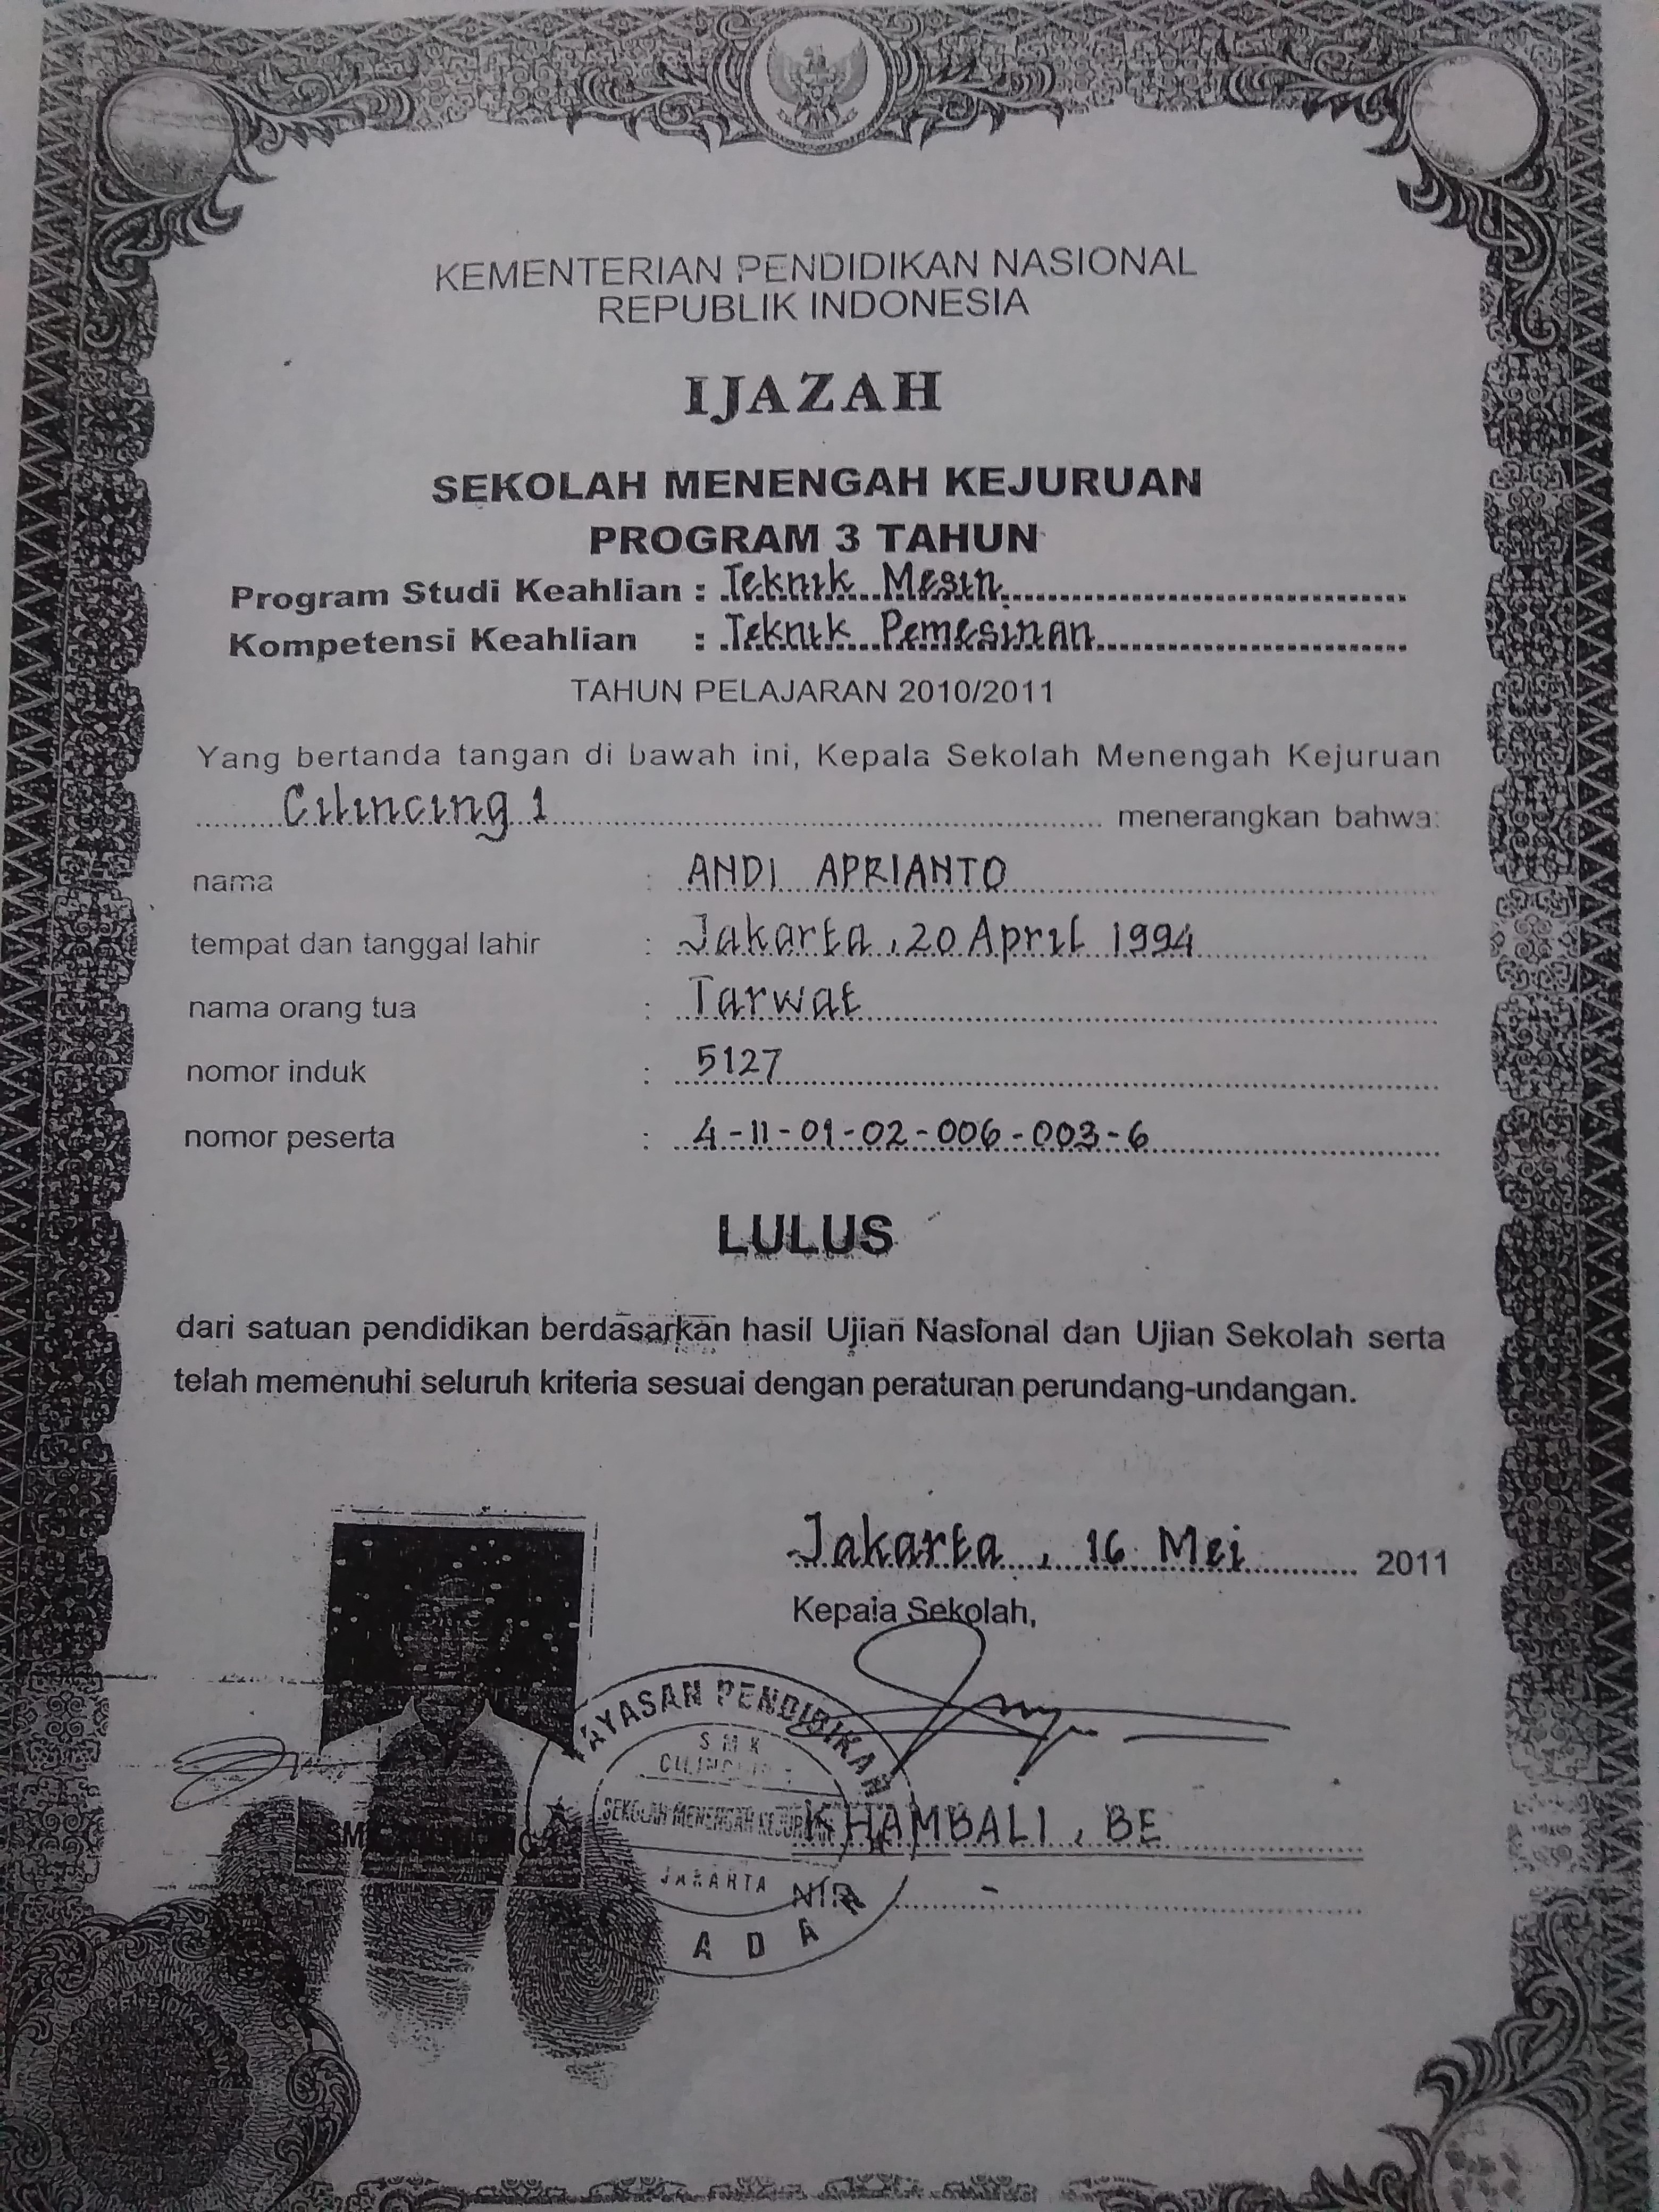 KEMENTERIAN PENDIDIKAN NASIONAL
REPUBLIK INDONESIA
IJAZAH
SEKOLAH MENENGAH KEJURUAN
PROGRAM 3 TAHUN
Program Studi Keahlian : Teknik Mesin
Kompetensi Keahlian : Teknik Pemesinan
TAHUN PELAJARAN 2010/2011
Yang bertanda tangan di bawah ini, Kepala Sekolah Menengah Kejuruan
Cilincing 1 menerangkan bahwa:
nama : ANDI APRIANTO
tempat dan tanggal lahir : Jakarta, 20 April 1994
nama orang tua : Tarwat
nomor induk : 5127
nomor peserta : 4-11-01-02-006-003-6
LULUS
dari satuan pendidikan berdasarkan hasil Ujian Nasional dan Ujian Sekolah serta
telah memenuhi seluruh kriteria sesuai dengan peraturan perundang-undangan.
Jakarta, 16 Mei 2011
Kepala Sekolah,
YAYASAN PENDIDIKAN
SMK
SEKOLAH MENENGAH KEJURUAN
KHAMBALI, BE
JAKARTA
NIP -
ADA